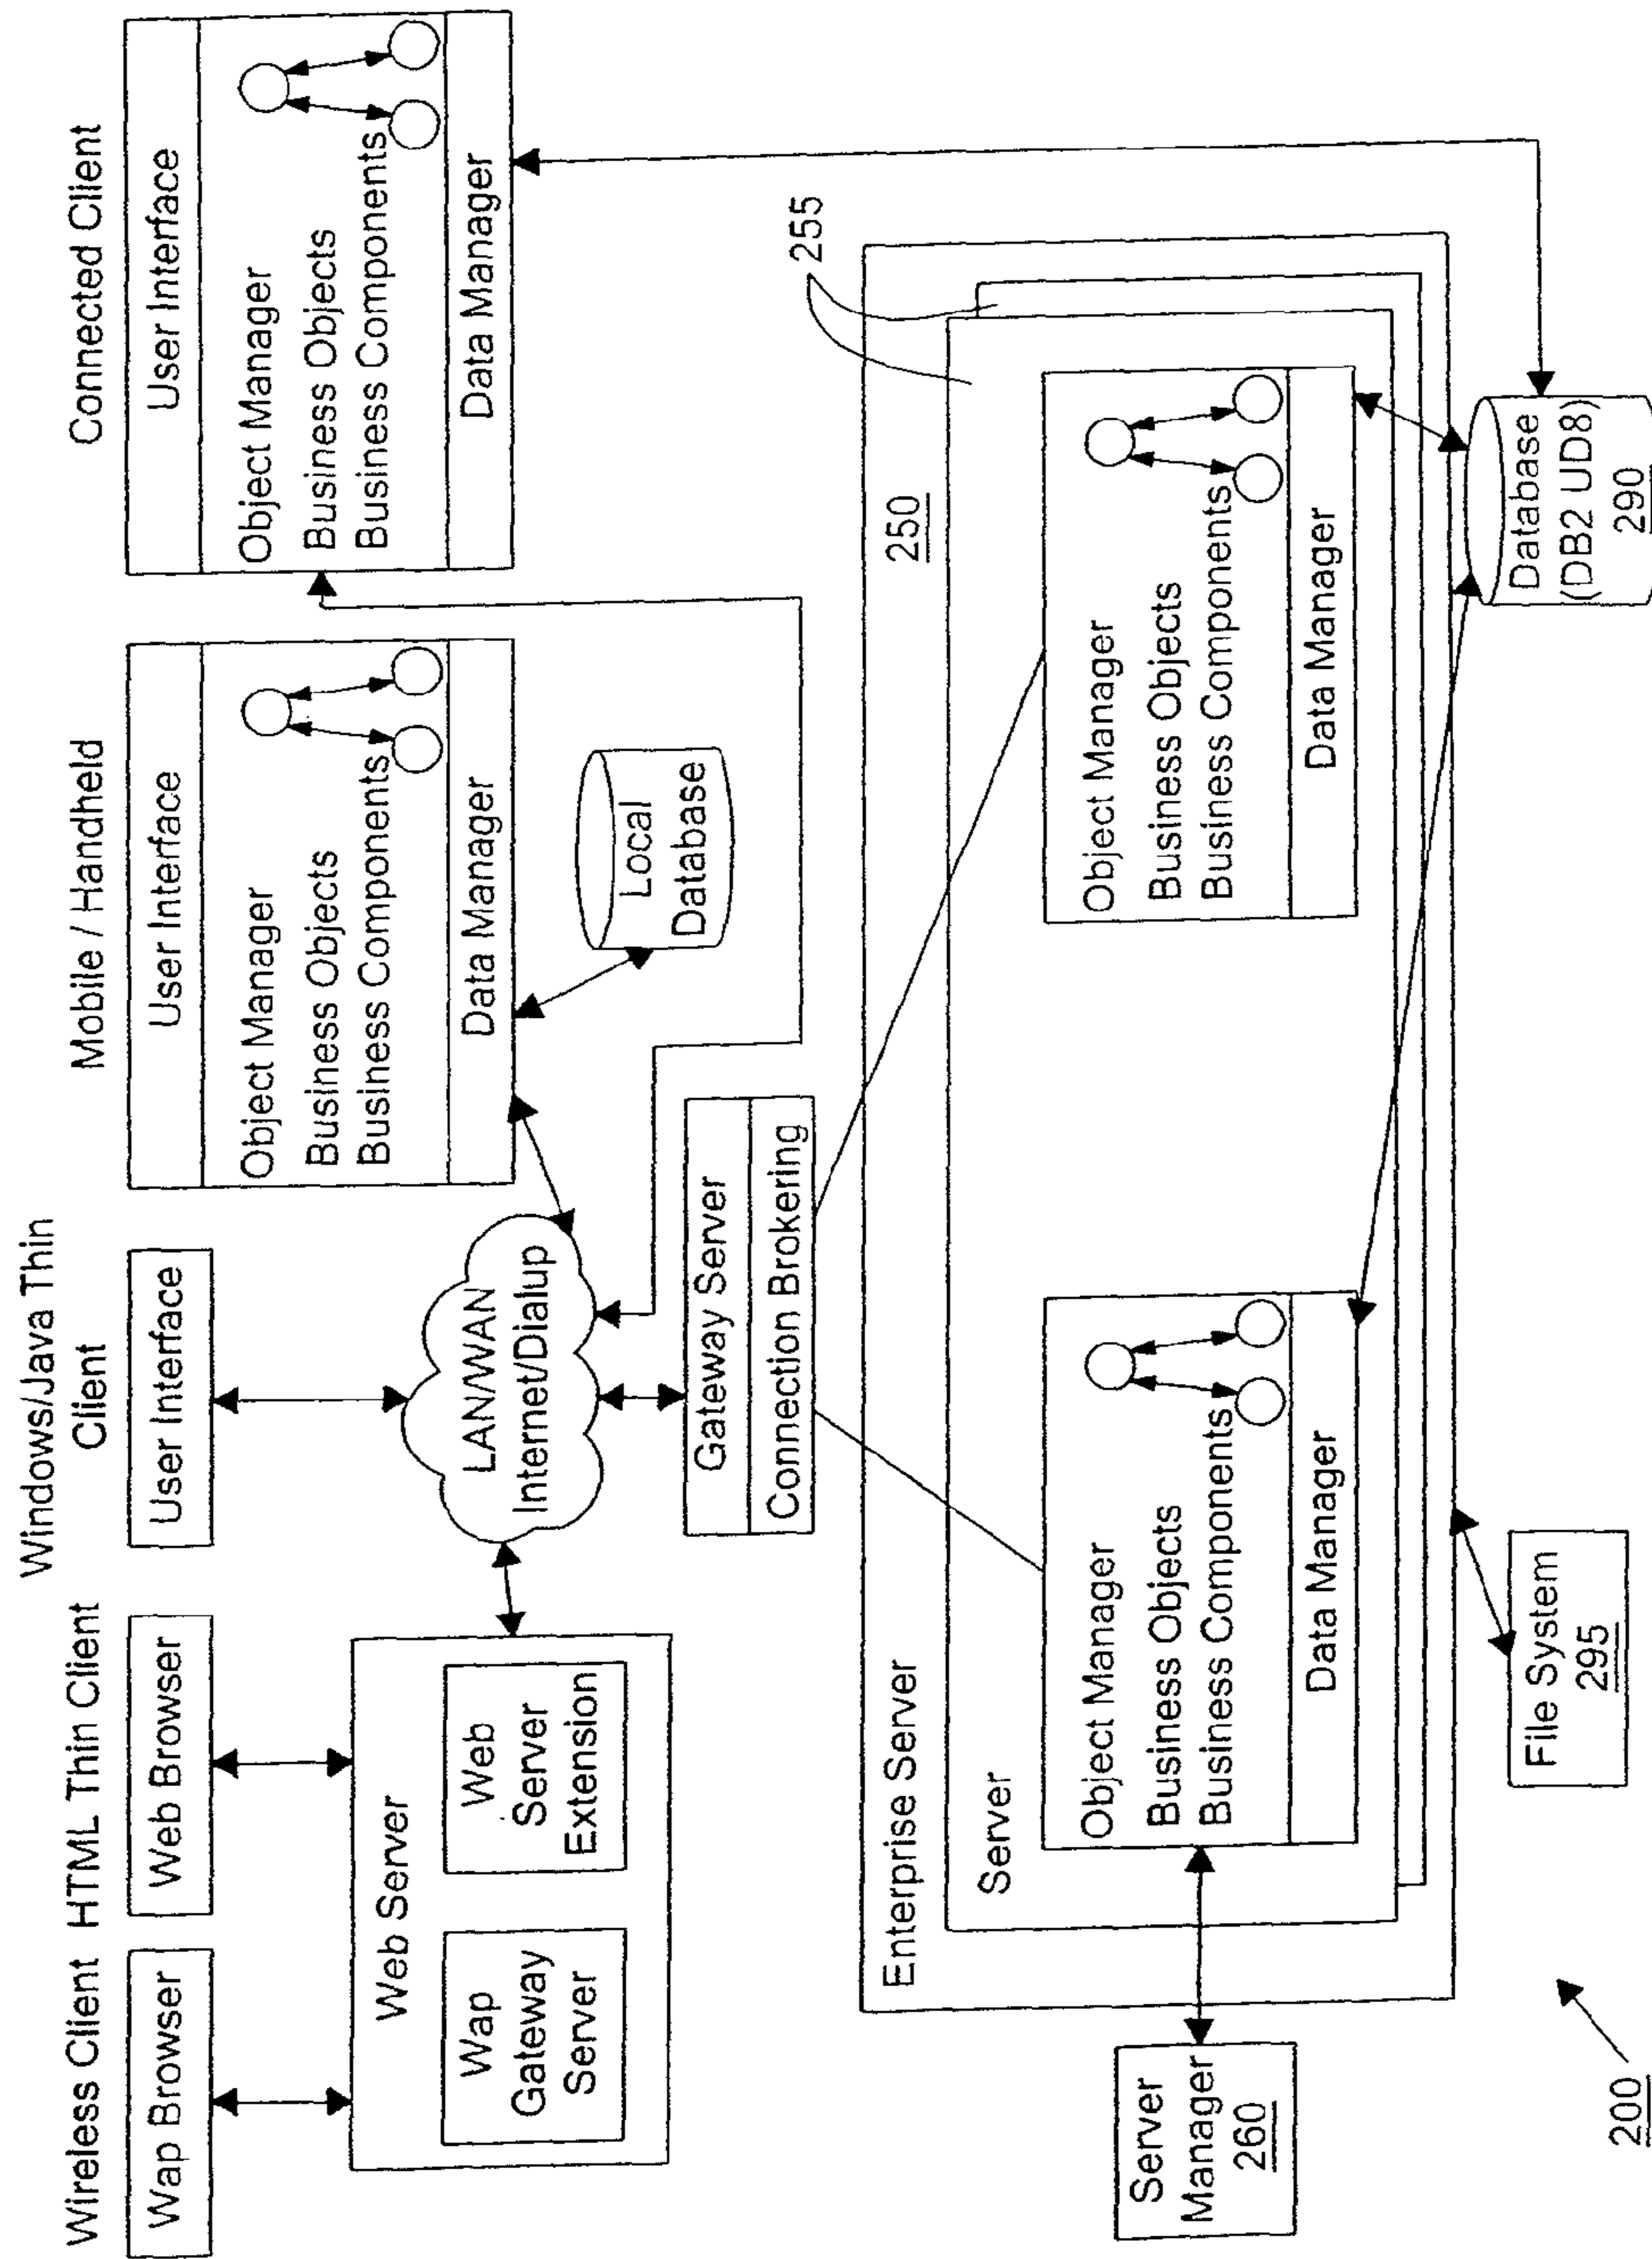 Wireless Client
HTML Thin Client
Windows/Java Thin
Client
Mobile / Handheld
Connected Client
Wap Browser
Web Browser
User Interface
User Interface
Object Manager
Business Objects
Business Components
Data Manager
User Interface
Object Manager
Business Objects
Business Components
Data Manager
Web Server
Wap
Gateway
Server
Web
Server
Extension
LAN/WAN
Internet/Dialup
Local
Database
Gateway Server
Connection Brokering
Enterprise Server
250
255
Server
Object Manager
Business Objects
Business Components
Data Manager
Object Manager
Business Objects
Business Components
Data Manager
Server
Manager
260
File System
295
Database
(DB2 UD8)
290
200